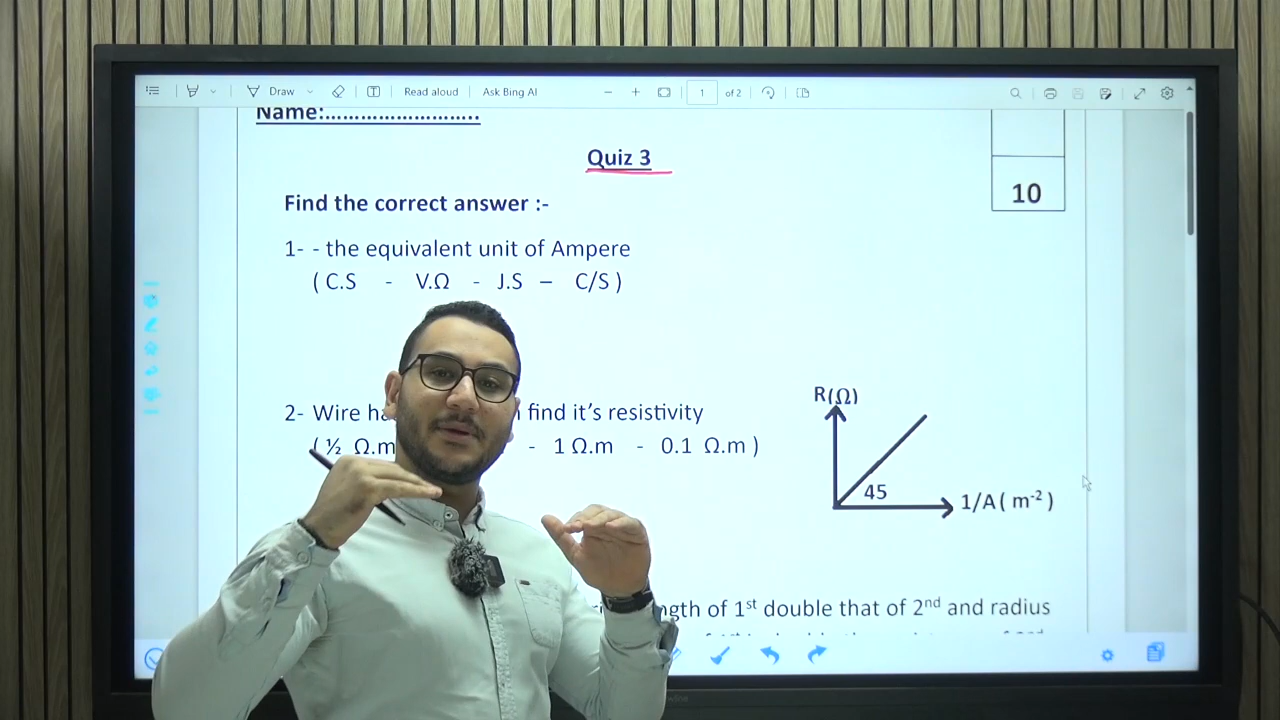 Draw Read aloud Ask Bing AI 1 of 2
Name:..........................
Quiz 3
10
Find the correct answer :-
1- - the equivalent unit of Ampere
( C.S - V.Ω - J.S – C/S )
2- Wire find it’s resistivity
( ½ Ω.m - 1 Ω.m - 0.1 Ω.m )
R(Ω)
45
1/A ( m⁻² )
of 1ˢᵗ double that of 2ⁿᵈ and radius